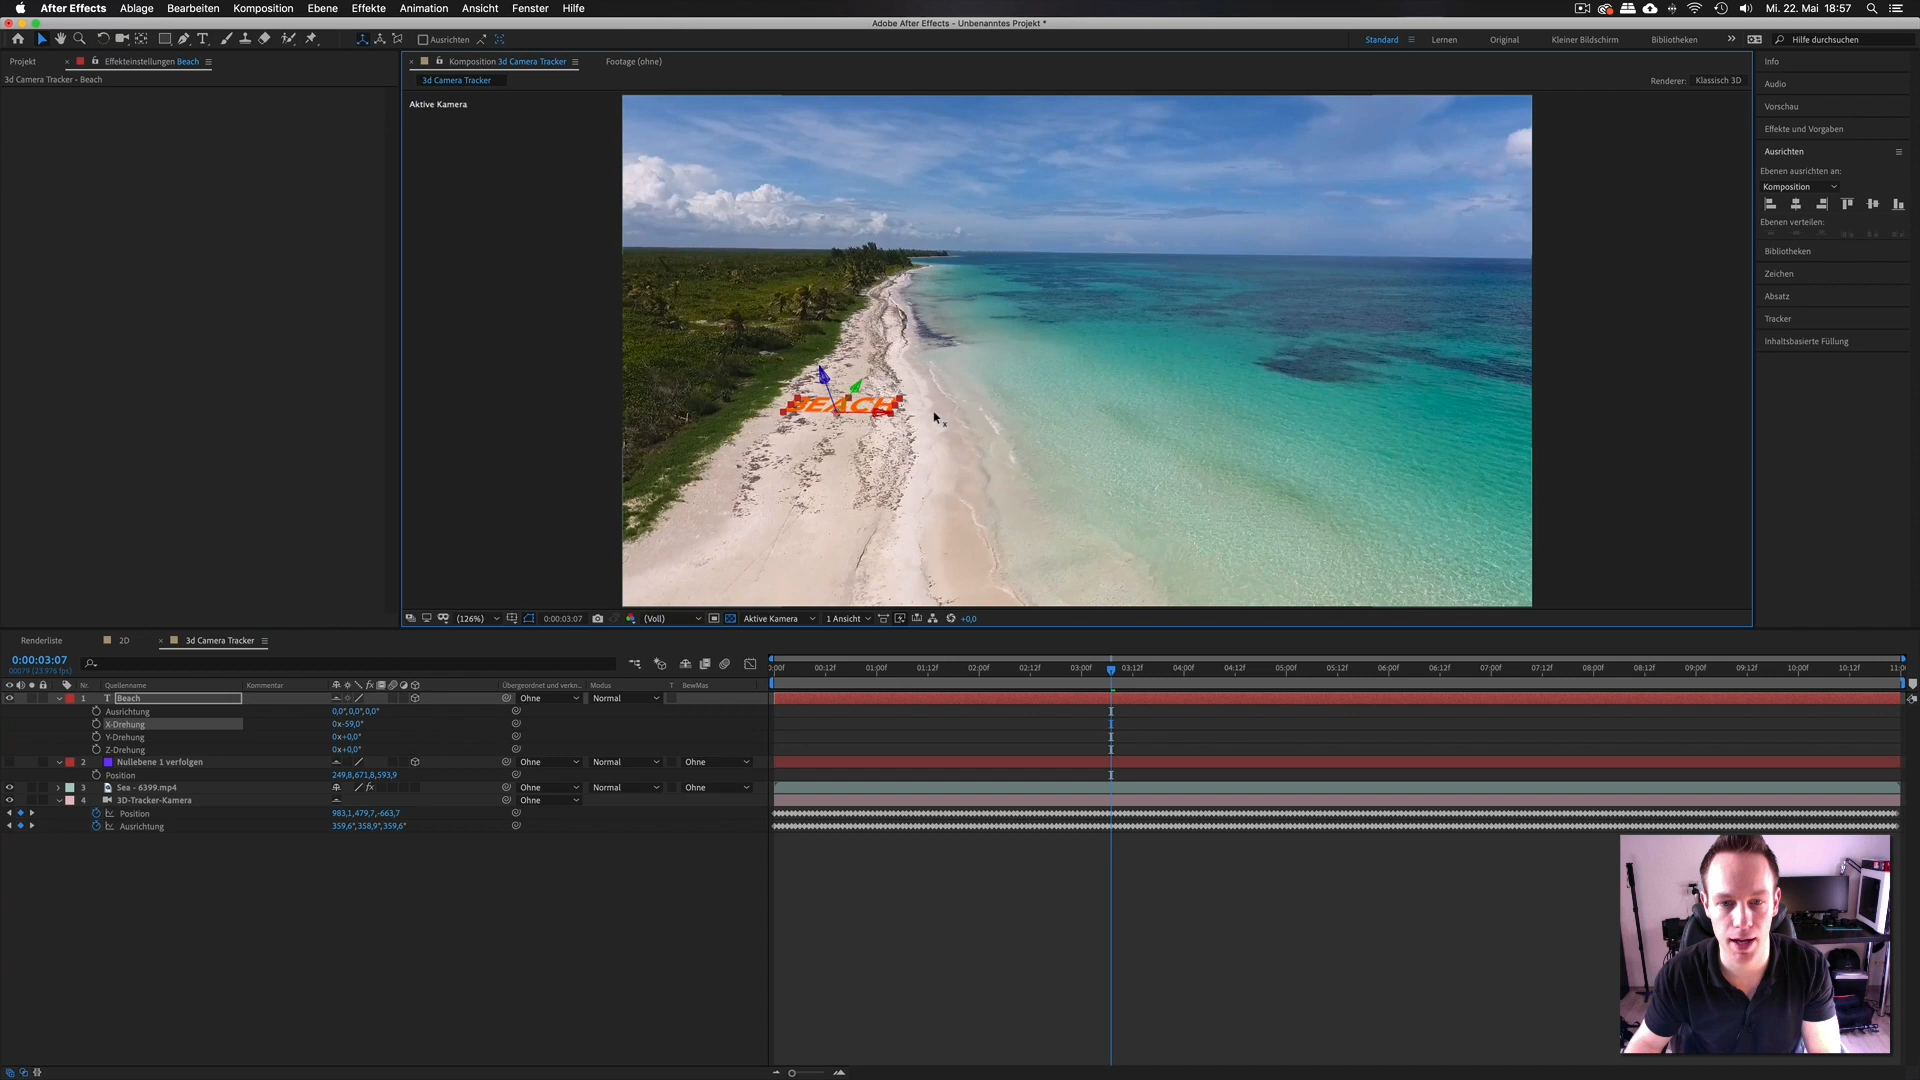 After Effects Ablage Bearbeiten Komposition Ebene Effekte Animation Ansicht Fenster Hilfe Mi. 22. Mai 18:57
Adobe After Effects - Unbenanntes Projekt *
Ausrichten Standard Lernen Original Kleiner Bildschirm Bibliotheken Hilfe durchsuchen
Projekt Effekteinstellungen Beach Komposition 3d Camera Tracker Footage (ohne) Info
3d Camera Tracker - Beach 3d Camera Tracker Renderer: Klassisch 3D
Audio
Aktive Kamera
Vorschau
Effekte und Vorgaben
Ausrichten
Ebenen ausrichten an:
Komposition
Ebenen verteilen:
Bibliotheken
Zeichen
Absatz
Tracker
Inhaltsbasierte Füllung
BEACH
(126%) 0:00:03:07 (Voll) Aktive Kamera 1 Ansicht +0,0
Renderliste 2D 3d Camera Tracker
0:00:03:07
00079 (23.976 fps)
0:00f 00:12f 01:00f 01:12f 02:00f 02:12f 03:00f 03:12f 04:00f 04:12f 05:00f 05:12f 06:00f 06:12f 07:00f 07:12f 08:00f 08:12f 09:00f 09:12f 10:00f 10:12f 11:0
Nr. Quellenname Kommentar fx Übergeordnet und verkn.. Modus T BewMas
1 T Beach Ohne Normal
Ausrichtung 0,0°,0,0°,0,0°
X-Drehung 0x-59,0°
Y-Drehung 0x+0,0°
Z-Drehung 0x+0,0°
2 Nullebene 1 verfolgen Ohne Normal Ohne
Position 249,8,671,8,593,9
3 Sea - 6399.mp4 fx Ohne Normal Ohne
4 3D-Tracker-Kamera Ohne
Position 983,1,479,7,-663,7
Ausrichtung 359,6°,358,9°,359,6°